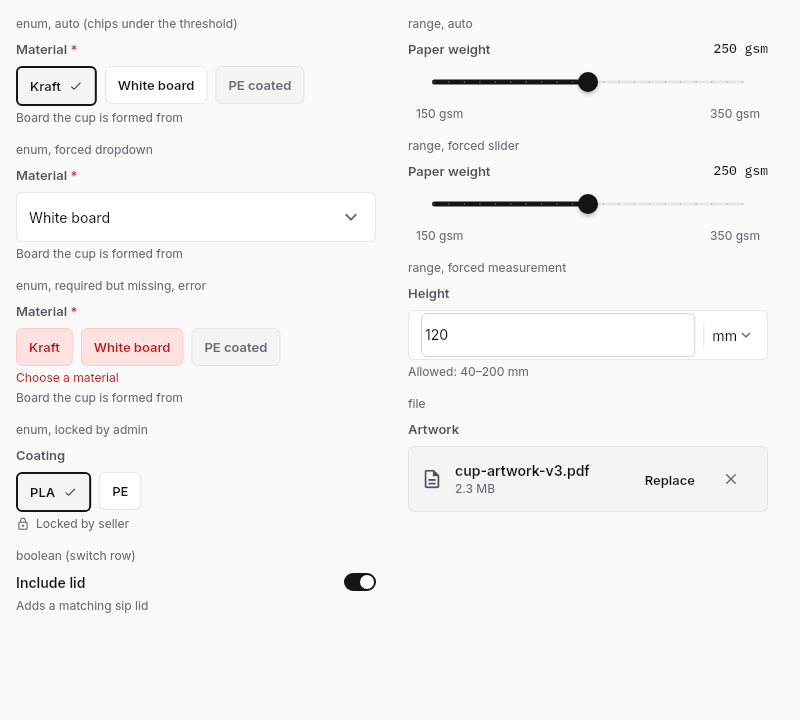 enum, auto (chips under the threshold)
Material *
Kraft
White board
PE coated
Board the cup is formed from
enum, forced dropdown
Material *
White board
Board the cup is formed from
enum, required but missing, error
Material *
Kraft
White board
PE coated
Choose a material
Board the cup is formed from
enum, locked by admin
Coating
PLA
PE
Locked by seller
boolean (switch row)
Include lid
Adds a matching sip lid
range, auto
Paper weight
250 gsm
150 gsm
350 gsm
range, forced slider
Paper weight
250 gsm
150 gsm
350 gsm
range, forced measurement
Height
120
mm
Allowed: 40–200 mm
file
Artwork
cup-artwork-v3.pdf
2.3 MB
Replace